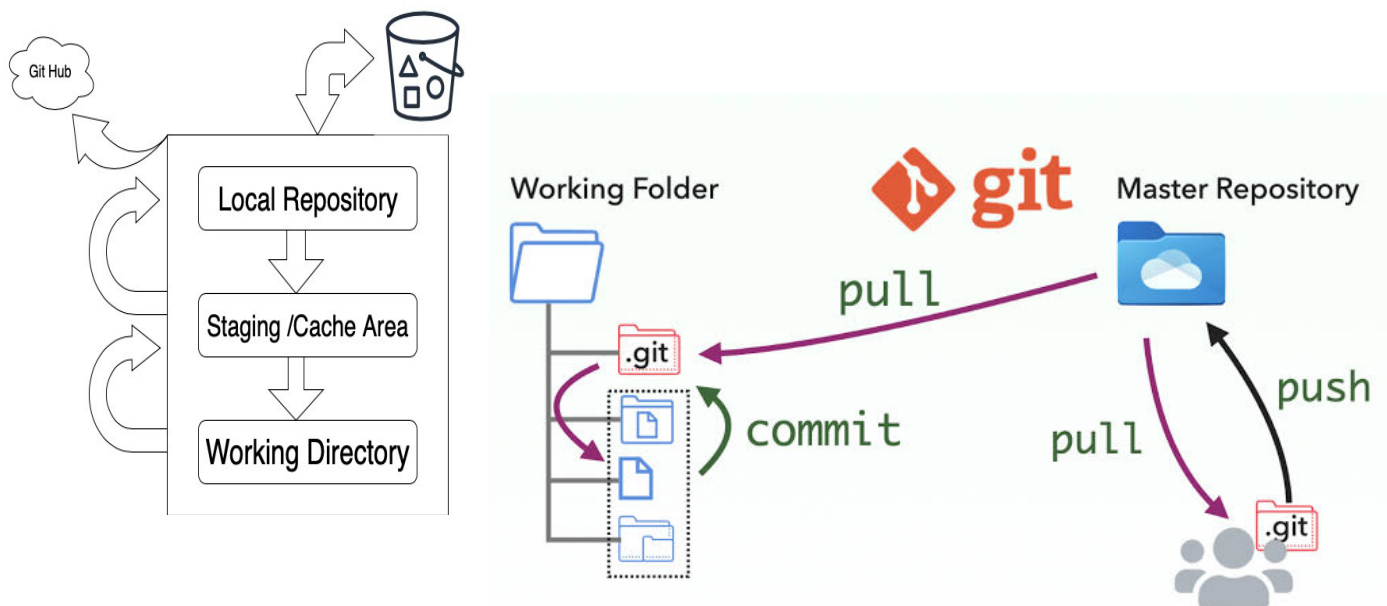 Git Hub
Local Repository
Staging /Cache Area
Working Directory
Working Folder
git
Master Repository
pull
.git
commit
pull
push
.git